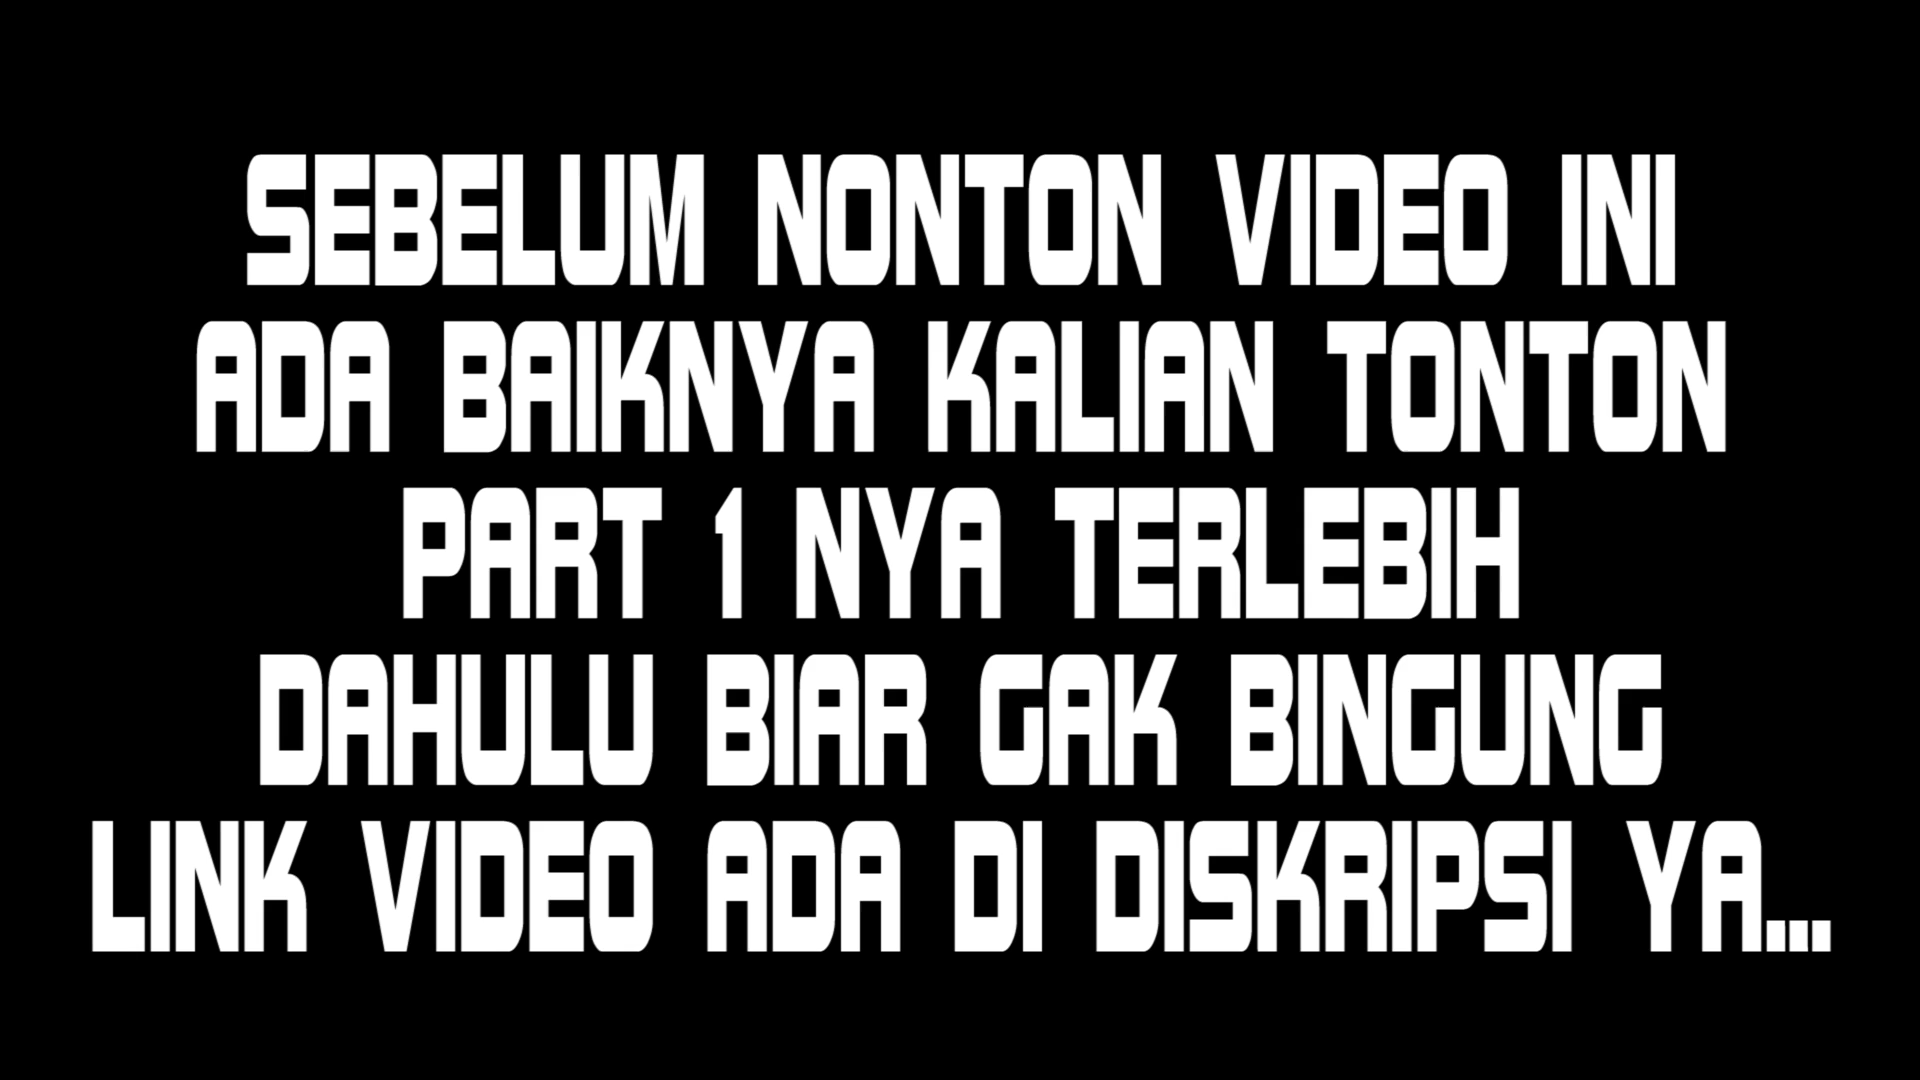 SEBELUM NONTON VIDEO INI
ADA BAIKNYA KALIAN TONTON
PART 1 NYA TERLEBIH
DAHULU BIAR GAK BINGUNG
LINK VIDEO ADA DI DISKRIPSI YA...